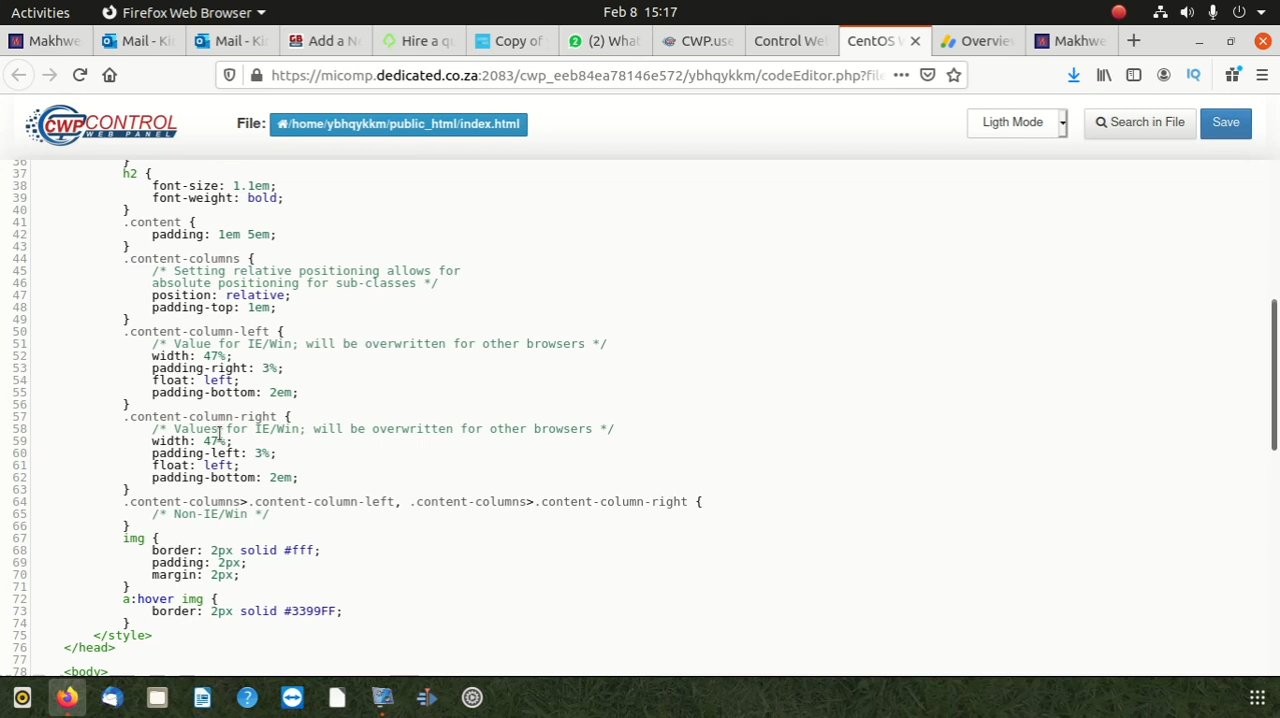 Activities
Firefox Web Browser
Feb 8 15:17
Makhwe
Mail - Ki
Mail - Ki
Add a N
Hire a qu
Copy of
(2) What
CWP.use
Control Web
CentOS W
Overview
Makhwe
https://micomp.dedicated.co.za:2083/cwp_eeb84ea78146e572/ybhqykkm/codeEditor.php?file
CWPCONTROL
WEB PANEL
File:
/home/ybhqykkm/public_html/index.html
Ligth Mode
Search in File
Save
36 }
37 h2 {
38 font-size: 1.1em;
39 font-weight: bold;
40 }
41 .content {
42 padding: 1em 5em;
43 }
44 .content-columns {
45 /* Setting relative positioning allows for
46 absolute positioning for sub-classes */
47 position: relative;
48 padding-top: 1em;
49 }
50 .content-column-left {
51 /* Value for IE/Win; will be overwritten for other browsers */
52 width: 47%;
53 padding-right: 3%;
54 float: left;
55 padding-bottom: 2em;
56 }
57 .content-column-right {
58 /* Values for IE/Win; will be overwritten for other browsers */
59 width: 47%;
60 padding-left: 3%;
61 float: left;
62 padding-bottom: 2em;
63 }
64 .content-columns>.content-column-left, .content-columns>.content-column-right {
65 /* Non-IE/Win */
66 }
67 img {
68 border: 2px solid #fff;
69 padding: 2px;
70 margin: 2px;
71 }
72 a:hover img {
73 border: 2px solid #3399FF;
74 }
75 </style>
76 </head>
77
78 <body>